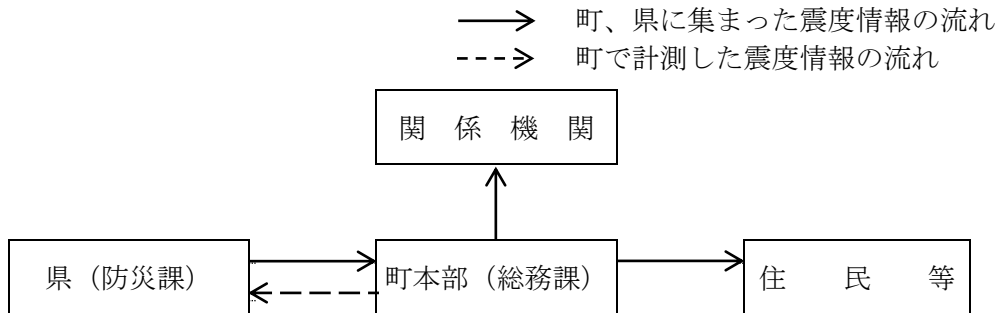 町、県に集まった震度情報の流れ
町で計測した震度情報の流れ
関 係 機 関
県（防災課）
町本部（総務課）
住 民 等